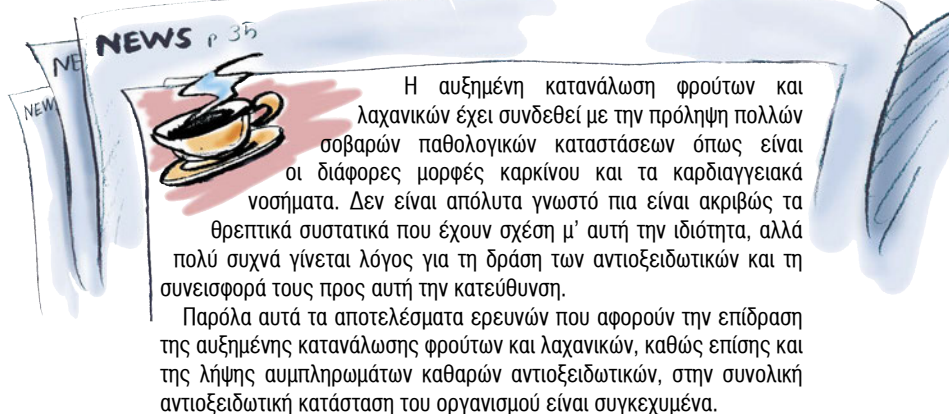 NEWS p 35
NE
NEW
Η αυξημένη κατανάλωση φρούτων και
λαχανικών έχει συνδεθεί με την πρόληψη πολλών
σοβαρών παθολογικών καταστάσεων όπως είναι
οι διάφορες μορφές καρκίνου και τα καρδιαγγειακά
νοσήματα. Δεν είναι απόλυτα γνωστό πια είναι ακριβώς τα
θρεπτικά συστατικά που έχουν σχέση μ’ αυτή την ιδιότητα, αλλά
πολύ συχνά γίνεται λόγος για τη δράση των αντιοξειδωτικών και τη
συνεισφορά τους προς αυτή την κατεύθυνση.
Παρόλα αυτά τα αποτελέσματα ερευνών που αφορούν την επίδραση
της αυξημένης κατανάλωσης φρούτων και λαχανικών, καθώς επίσης και
της λήψης αυμπληρωμάτων καθαρών αντιοξειδωτικών, στην συνολική
αντιοξειδωτική κατάσταση του οργανισμού είναι συγκεχυμένα.